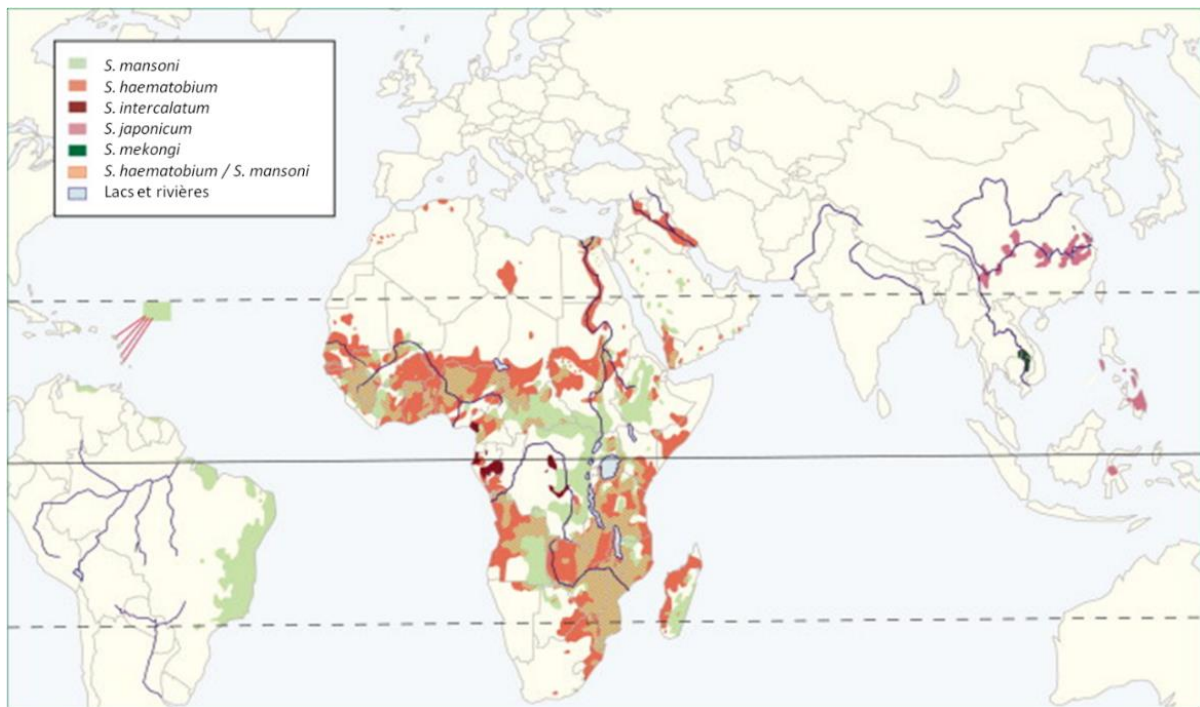 S. mansoni
S. haematobium
S. intercalatum
S. japonicum
S. mekongi
S. haematobium / S. mansoni
Lacs et rivières